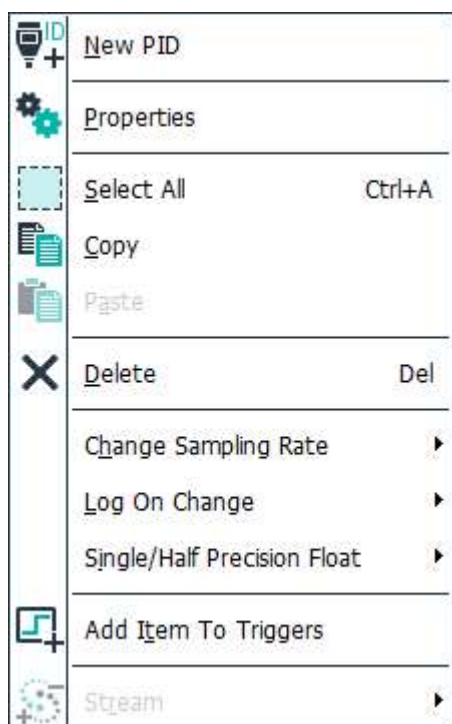 ID
New PID
Properties
Select All Ctrl+A
Copy
Paste
Delete Del
Change Sampling Rate
Log On Change
Single/Half Precision Float
Add Item To Triggers
Stream